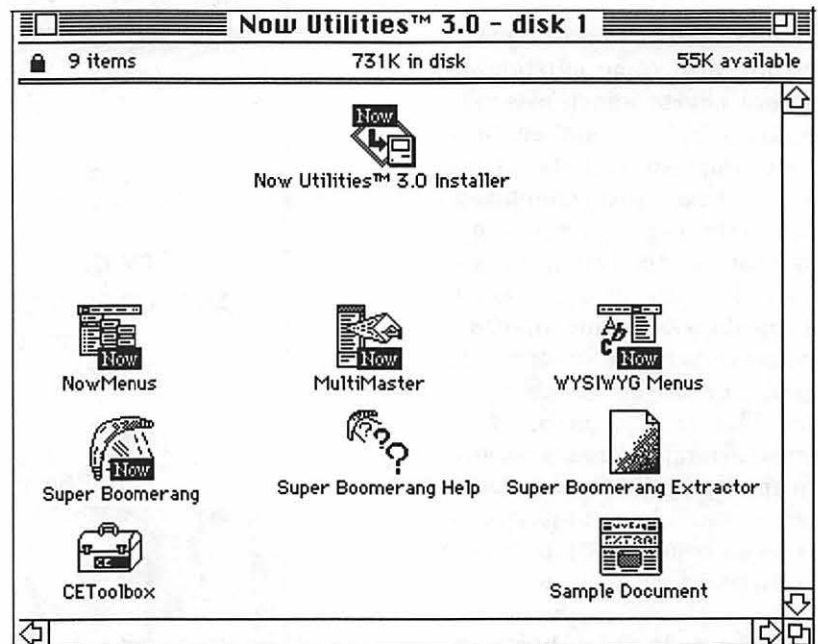 Now Utilities™ 3.0 - disk 1
9 items 731K in disk 55K available
Now
Now Utilities™ 3.0 Installer
Now Now Now
NowMenus MultiMaster WYSIWYG Menus
Now
Super Boomerang Super Boomerang Help Super Boomerang Extractor
CE EXTRA!
CEToolbox Sample Document